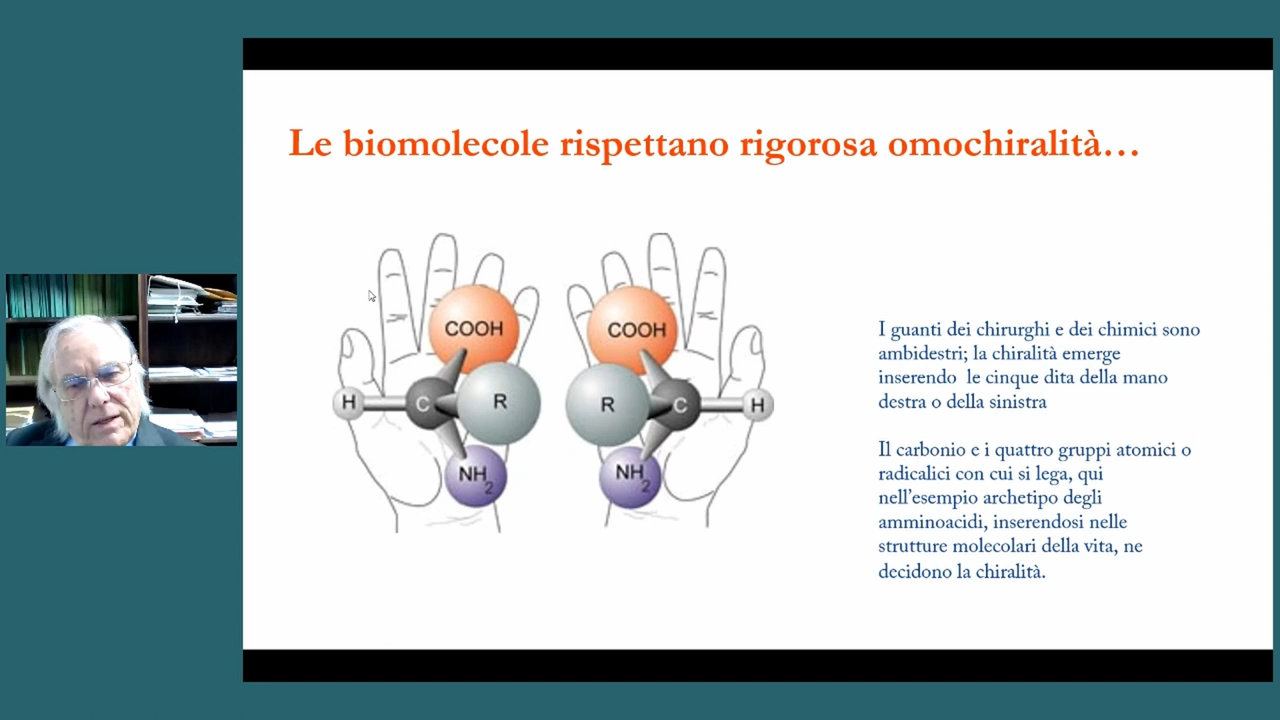 Le biomolecole rispettano rigorosa omochiralità…
COOH
H
C
R
NH2
COOH
R
C
H
NH2
I guanti dei chirurghi e dei chimici sono
ambidestri; la chiralità emerge
inserendo le cinque dita della mano
destra o della sinistra
Il carbonio e i quattro gruppi atomici o
radicalici con cui si lega, qui
nell'esempio archetipo degli
amminoacidi, inserendosi nelle
strutture molecolari della vita, ne
decidono la chiralità.